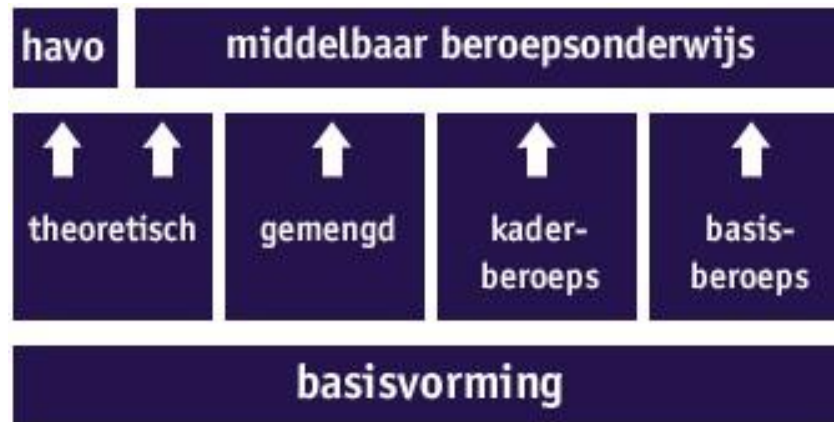 havo middelbaar beroepsonderwijs
theoretisch gemengd kader- basis-
beroeps beroeps
basisvorming